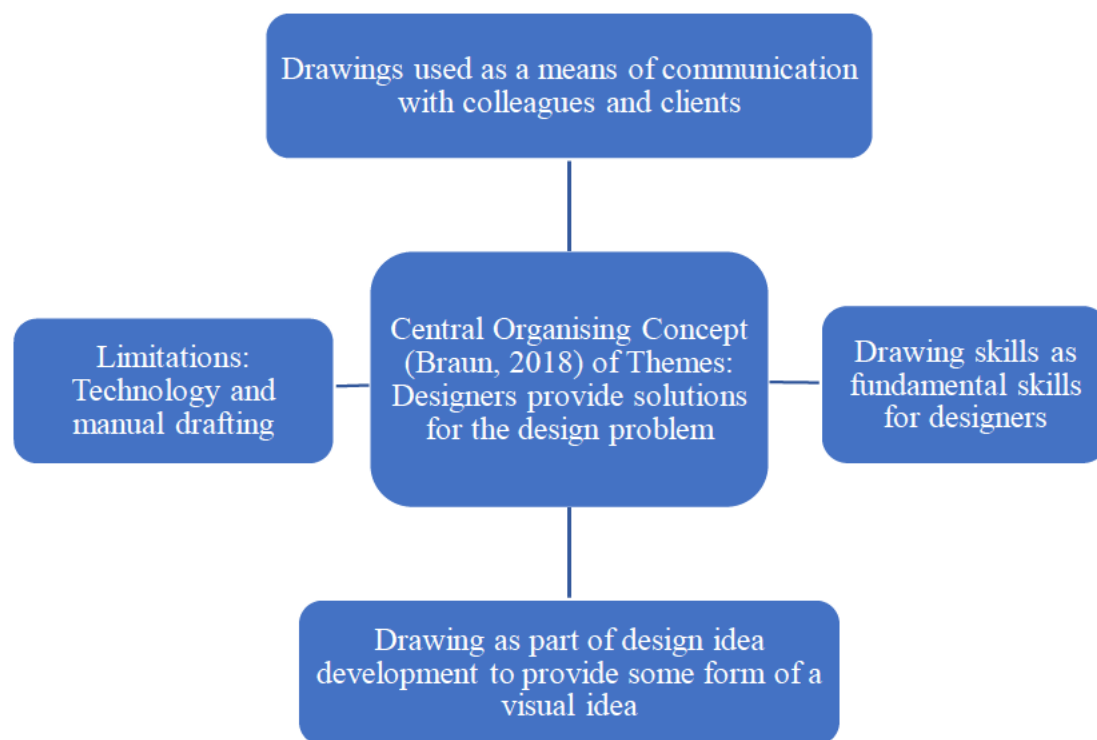 Drawings used as a means of communication
with colleagues and clients
Limitations:
Technology and
manual drafting
Central Organising Concept
(Braun, 2018) of Themes:
Designers provide solutions
for the design problem
Drawing skills as
fundamental skills
for designers
Drawing as part of design idea
development to provide some form of a
visual idea